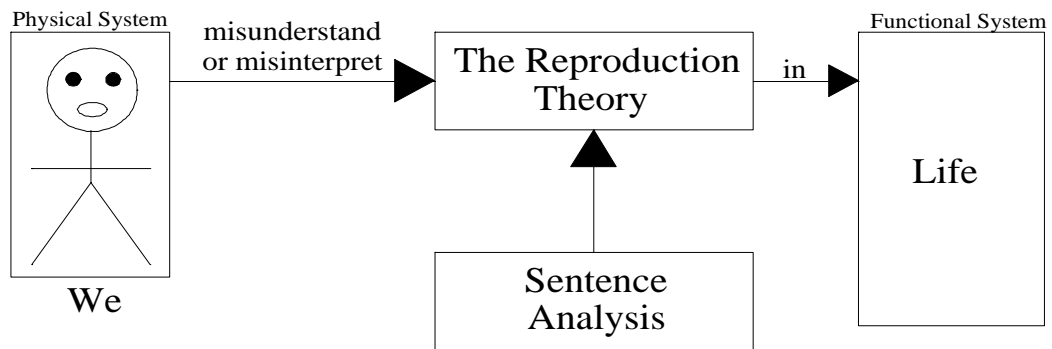 Physical System
We
misunderstand
or misinterpret
The Reproduction
Theory
in
Functional System
Life
Sentence
Analysis